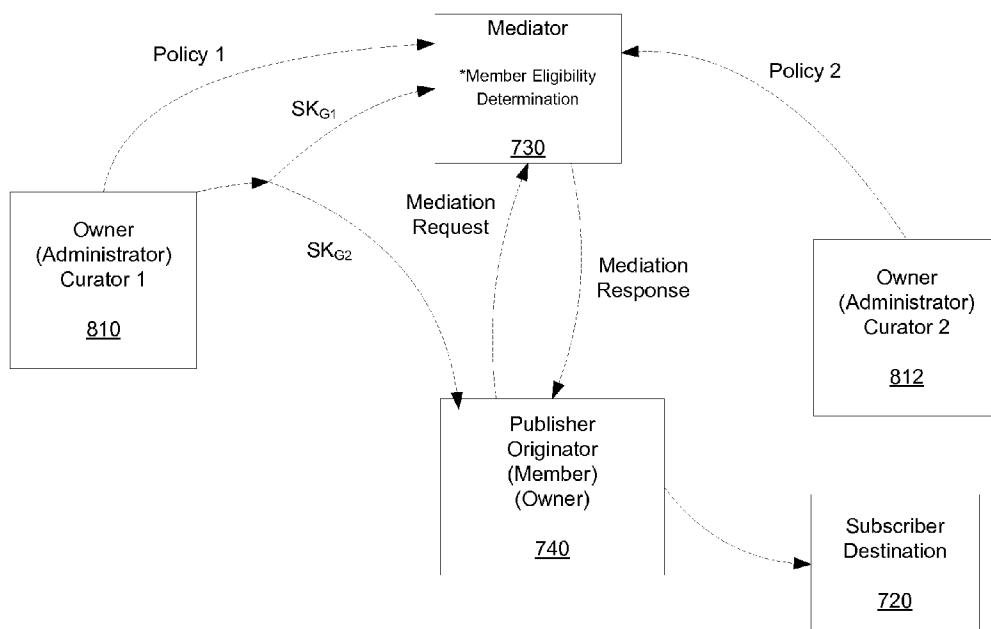 Policy 1
Mediator
*Member Eligibility
Determination
730
Policy 2
SKG1
Owner
(Administrator)
Curator 1
810
Mediation
Request
SKG2
Mediation
Response
Owner
(Administrator)
Curator 2
812
Publisher
Originator
(Member)
(Owner)
740
Subscriber
Destination
720